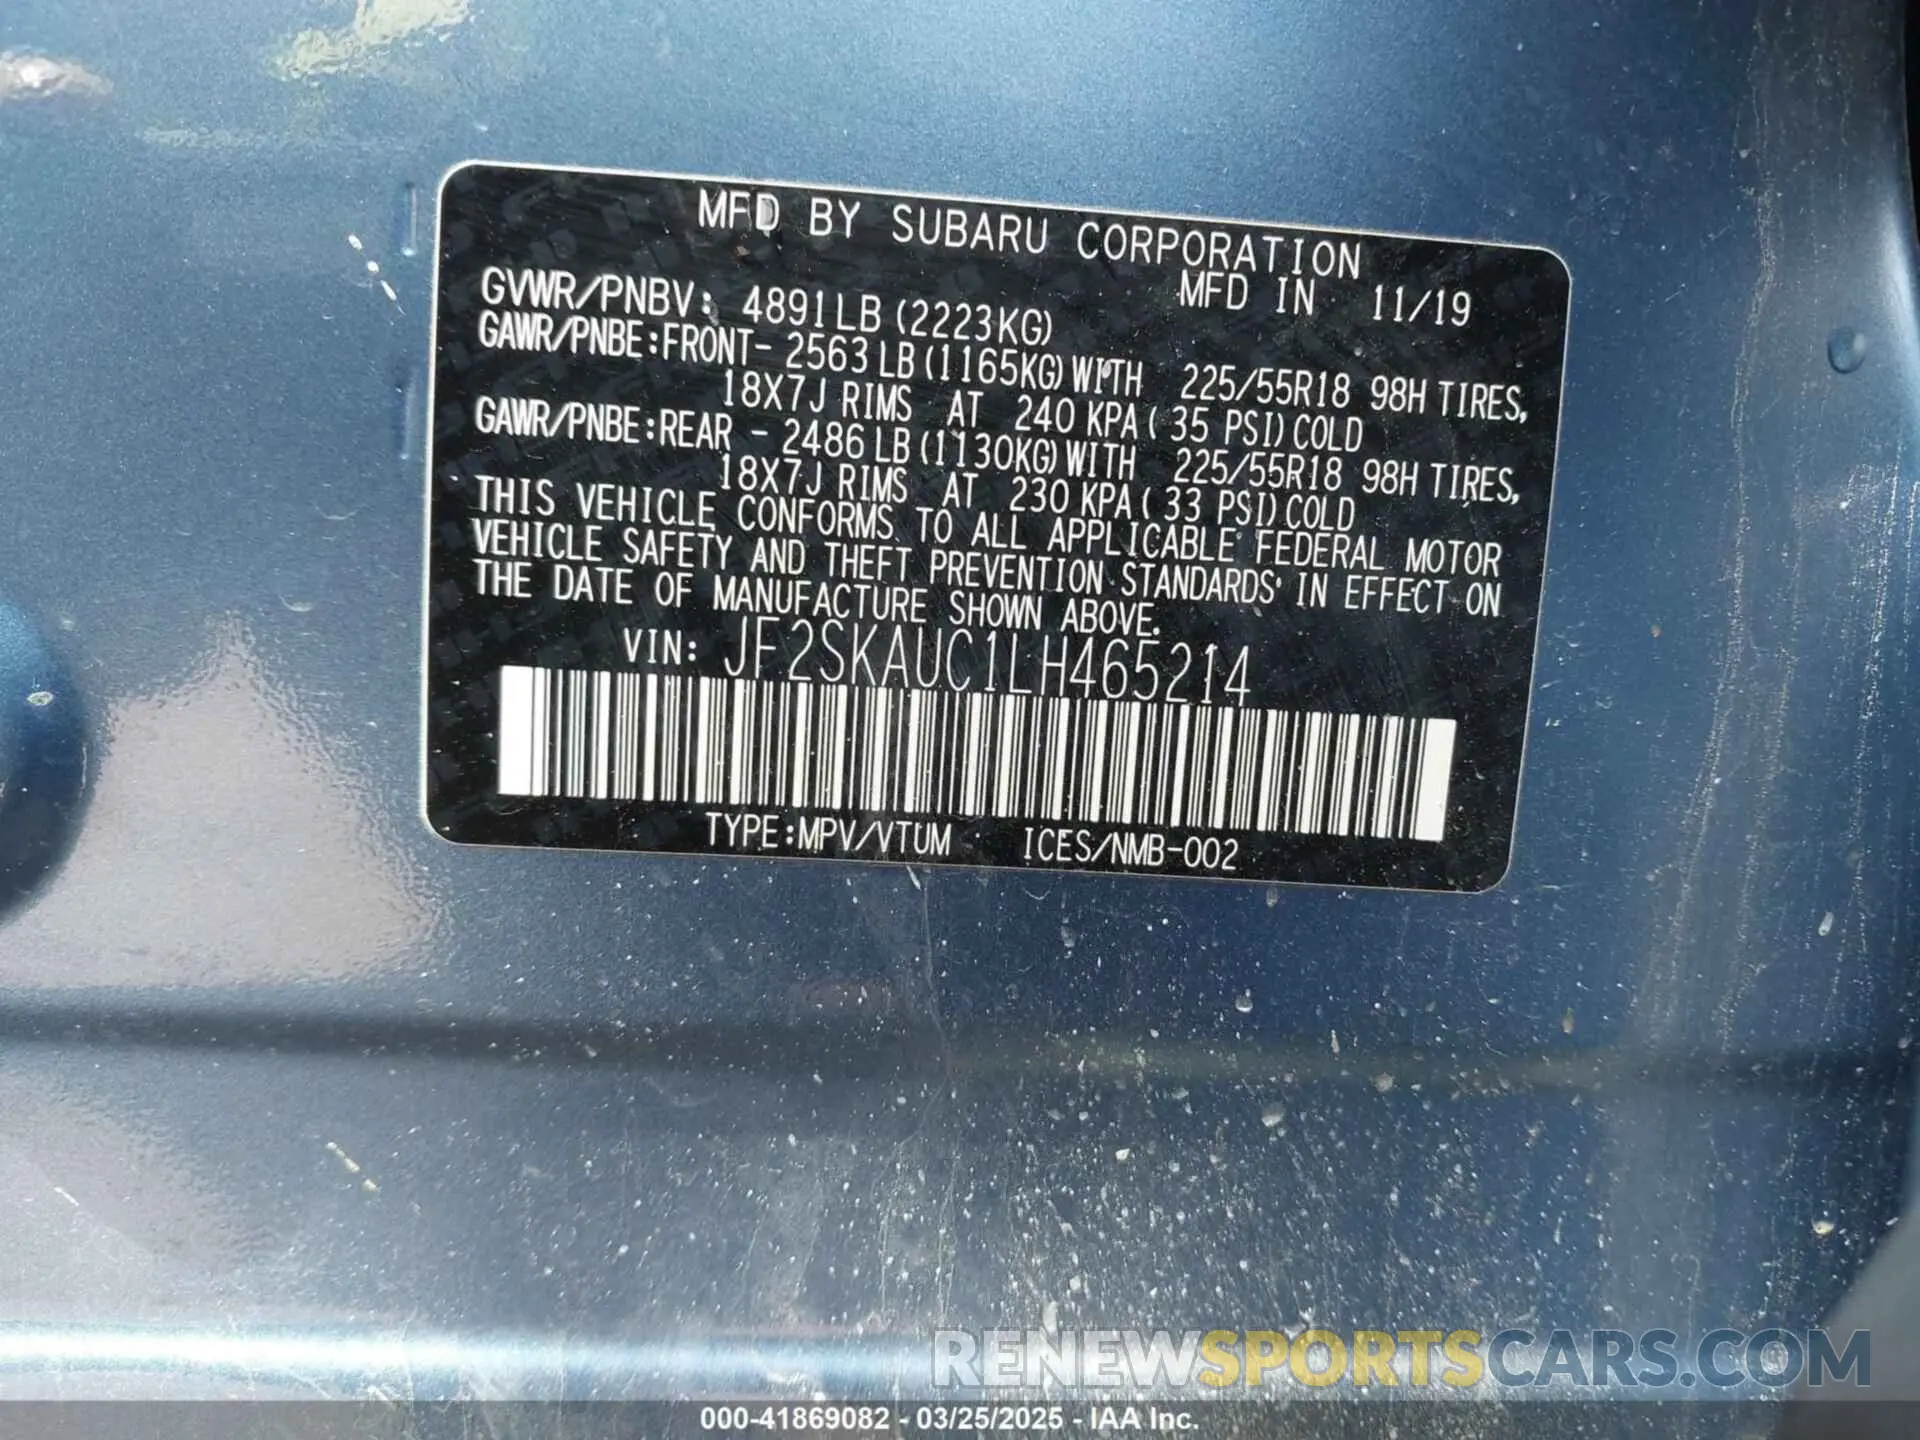 MFD BY SUBARU CORPORATION
MFD IN 11/19
GVWR/PNBV: 4891LB (2223KG)
GAWR/PNBE:FRONT- 2563LB(1165KG)WITH 225/55R18 98H TIRES,
18X7J RIMS AT 240 KPA( 35 PSI)COLD
GAWR/PNBE:REAR - 2486LB(1130KG)WITH 225/55R18 98H TIRES,
18X7J RIMS AT 230 KPA( 33 PSI)COLD
THIS VEHICLE CONFORMS TO ALL APPLICABLE FEDERAL MOTOR
VEHICLE SAFETY AND THEFT PREVENTION STANDARDS IN EFFECT ON
THE DATE OF MANUFACTURE SHOWN ABOVE.
VIN: JF2SKAUC1LH465214
TYPE:MPV/VTUM ICES/NMB-002
RENEWSPORTSCARS.COM
000-41869082 - 03/25/2025 - IAA Inc.